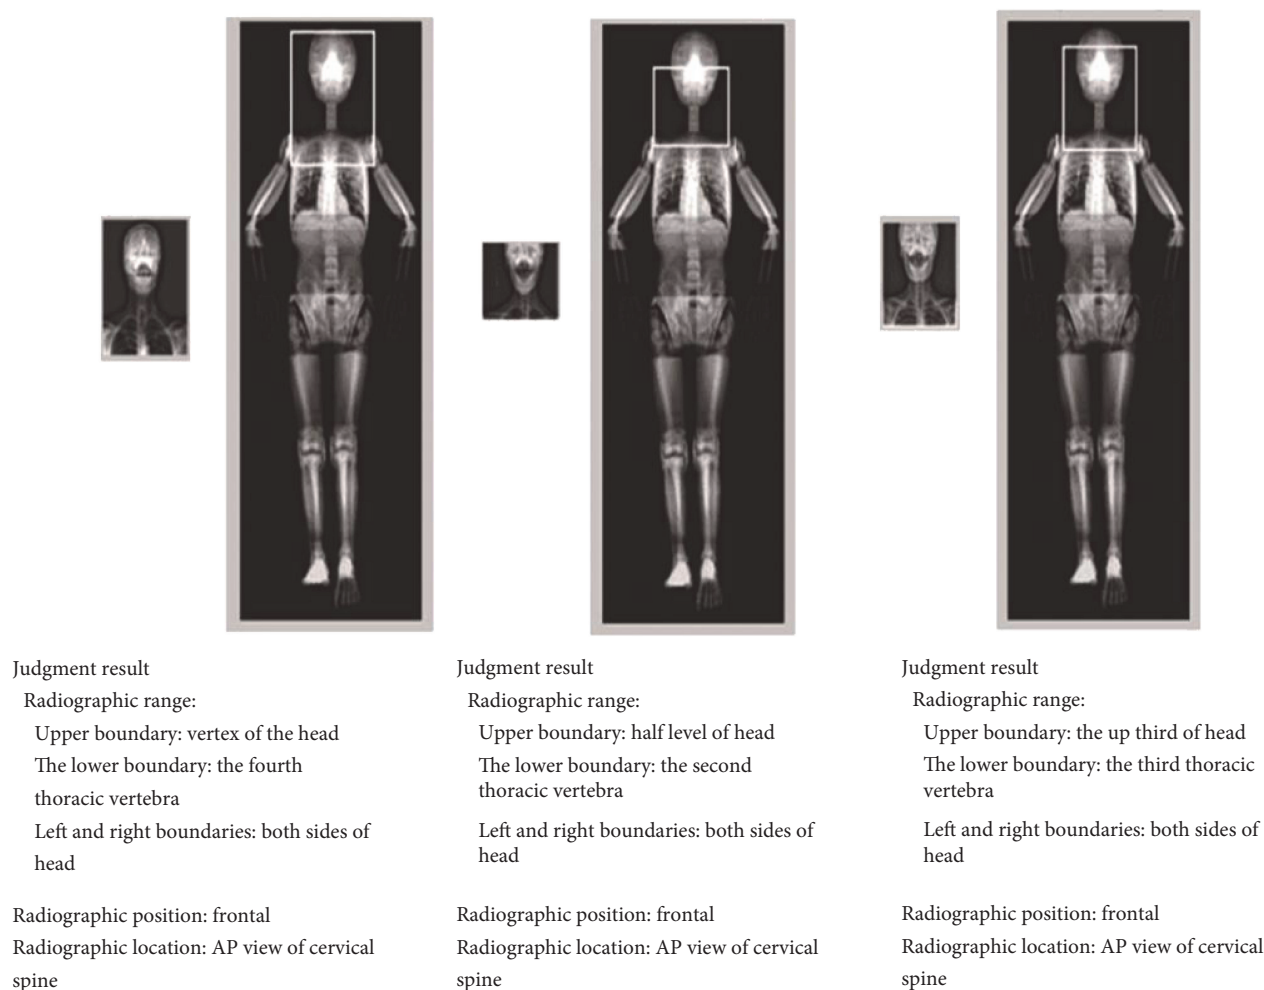 Judgment result
Radiographic range:
Upper boundary: vertex of the head
The lower boundary: the fourth
thoracic vertebra
Left and right boundaries: both sides of
head
Radiographic position: frontal
Radiographic location: AP view of cervical
spine
Judgment result
Radiographic range:
Upper boundary: half level of head
The lower boundary: the second
thoracic vertebra
Left and right boundaries: both sides of
head
Radiographic position: frontal
Radiographic location: AP view of cervical
spine
Judgment result
Radiographic range:
Upper boundary: the up third of head
The lower boundary: the third thoracic
vertebra
Left and right boundaries: both sides of
head
Radiographic position: frontal
Radiographic location: AP view of cervical
spine